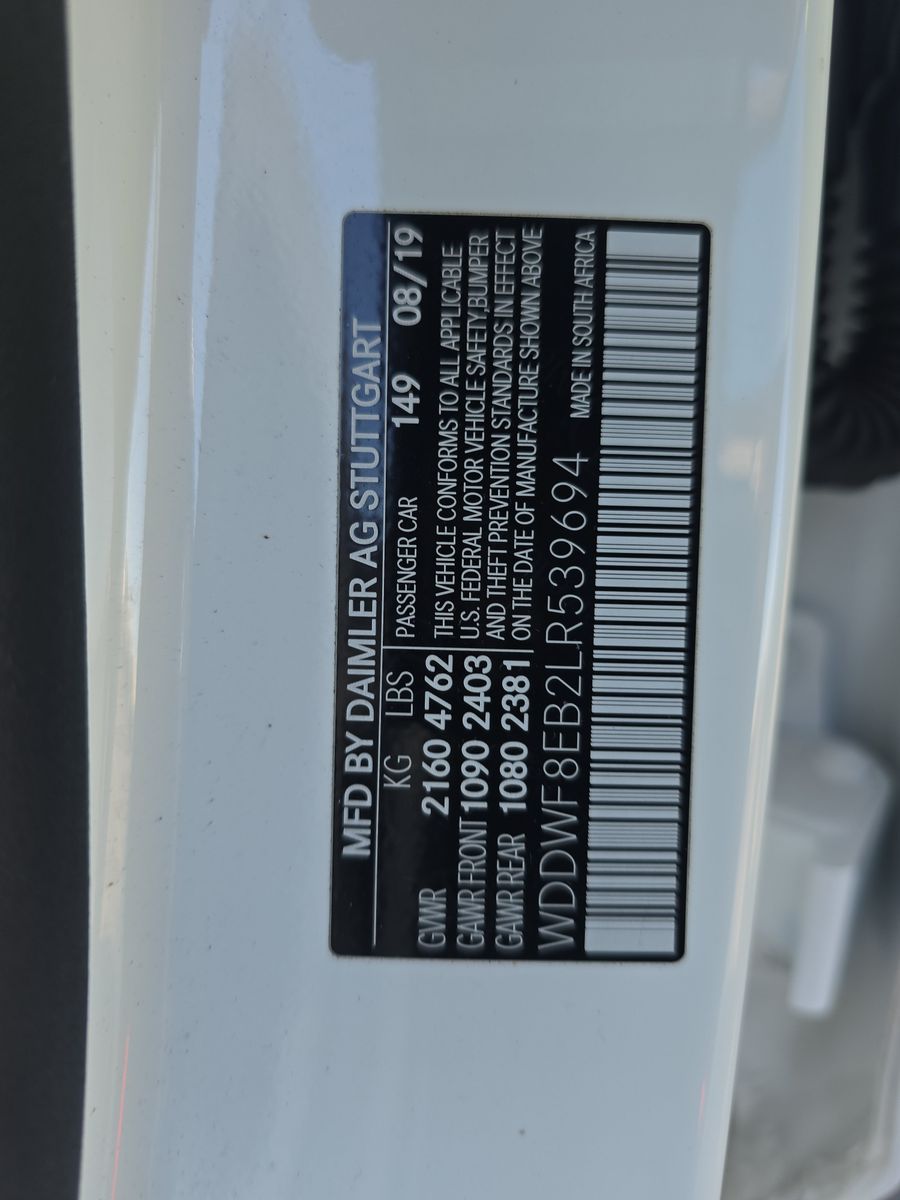 MFD BY DAIMLER AG STUTTGART
KG LBS PASSENGER CAR 149 08/19
GWR 2160 4762 THIS VEHICLE CONFORMS TO ALL APPLICABLE
GAWR FRONT 1090 2403 U.S. FEDERAL MOTOR VEHICLE SAFETY,BUMPER
GAWR REAR 1080 2381 AND THEFT PREVENTION STANDARDS IN EFFECT
ON THE DATE OF MANUFACTURE SHOWN ABOVE
WDDWF8EB2LR539694 MADE IN SOUTH AFRICA